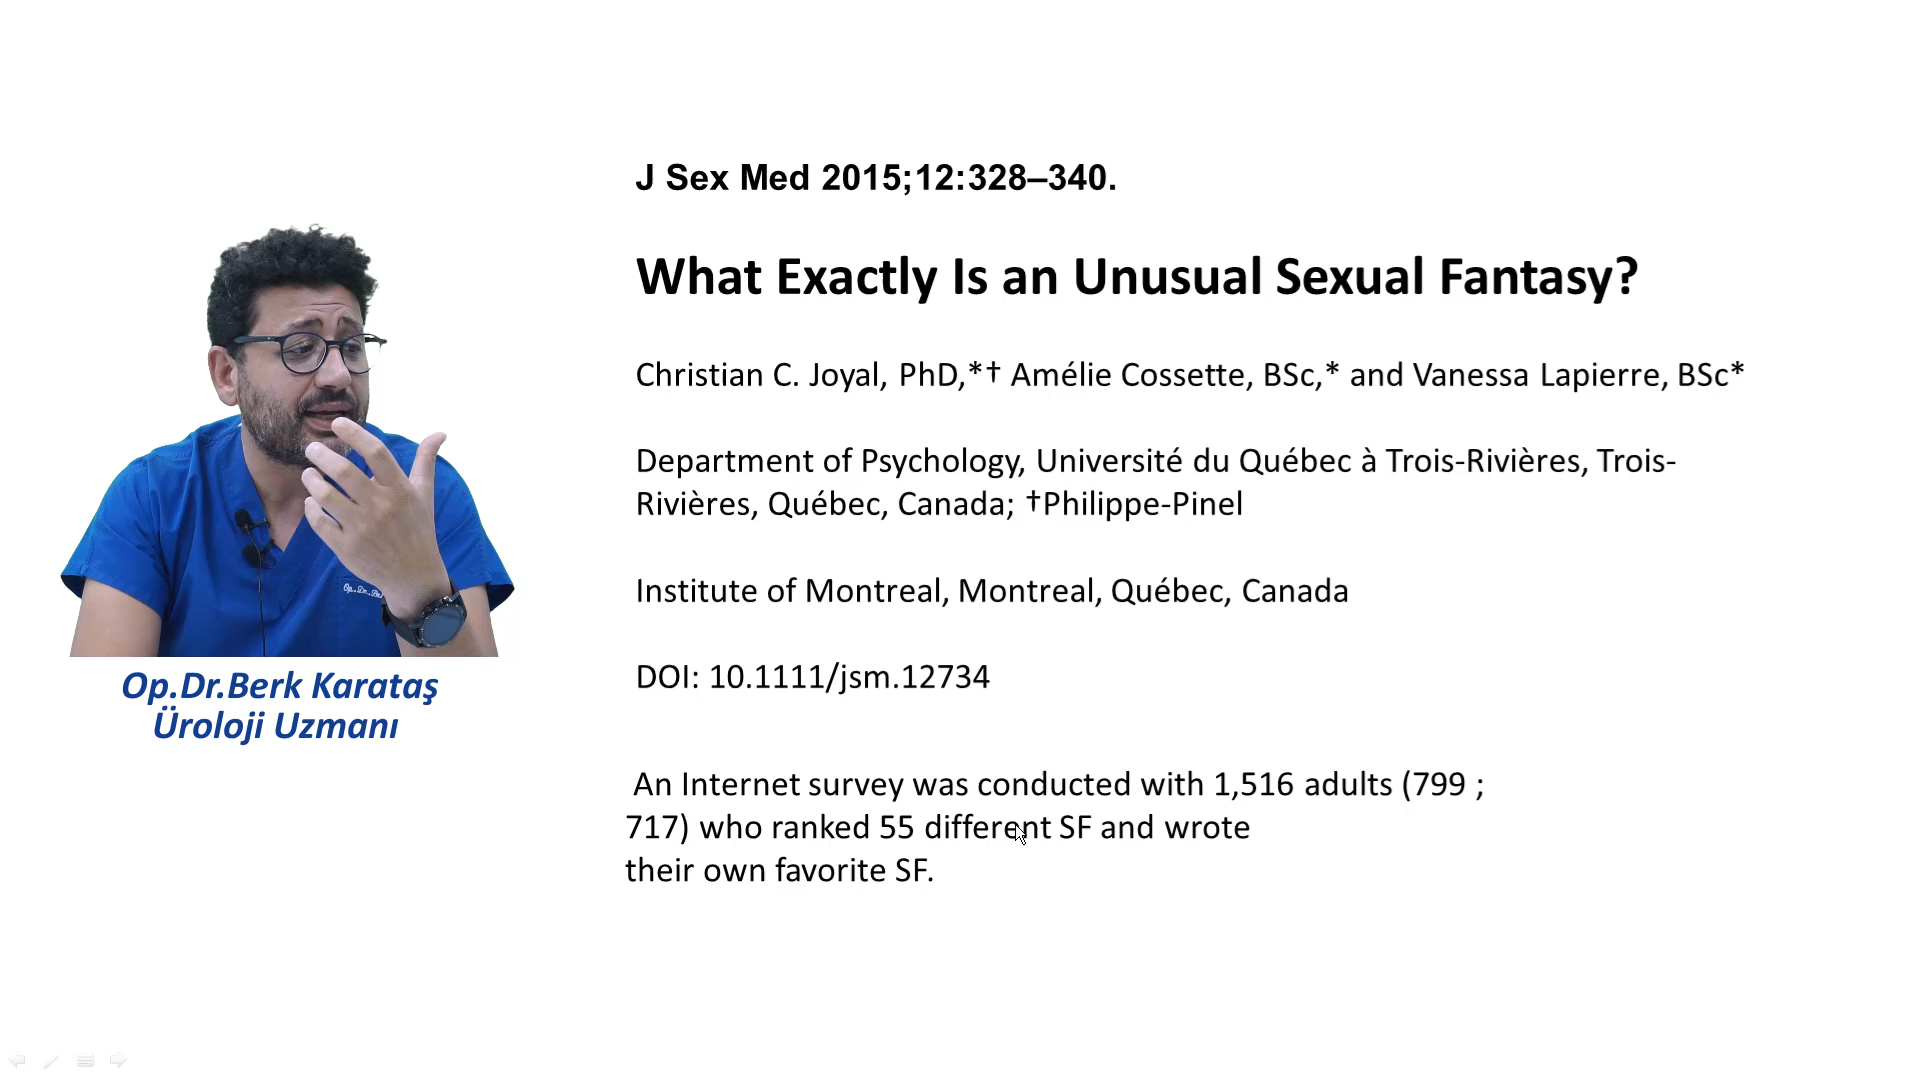 J Sex Med 2015;12:328–340.
What Exactly Is an Unusual Sexual Fantasy?
Christian C. Joyal, PhD,*† Amélie Cossette, BSc,* and Vanessa Lapierre, BSc*
Department of Psychology, Université du Québec à Trois-Rivières, Trois-
Rivières, Québec, Canada; †Philippe-Pinel
Institute of Montreal, Montreal, Québec, Canada
DOI: 10.1111/jsm.12734
An Internet survey was conducted with 1,516 adults (799 ;
717) who ranked 55 different SF and wrote
their own favorite SF.
Op.Dr.
Op.Dr.Berk Karataş
Üroloji Uzmanı